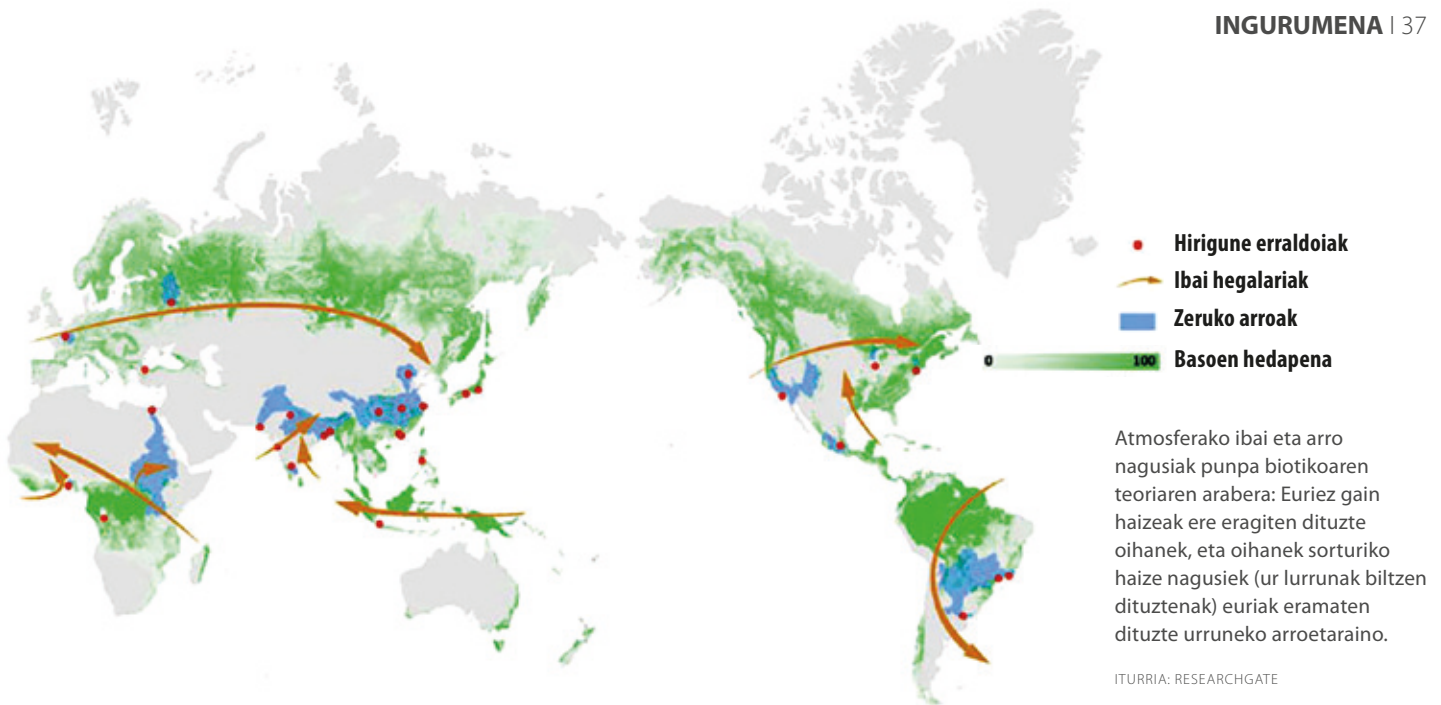 INGURUMENA | 37
Hirigune erraldoiak
Ibai hegalariak
Zeruko arroak
0 100 Basoen hedapena
Atmosferako ibai eta arro
nagusiak punpa biotikoaren
teoriaren arabera: Euriez gain
haizeak ere eragiten dituzte
oihanek, eta oihanek sorturiko
haize nagusiek (ur lurrunak biltzen
dituztenak) euriak eramaten
dituzte urruneko arroetaraino.
ITURRIA: RESEARCHGATE